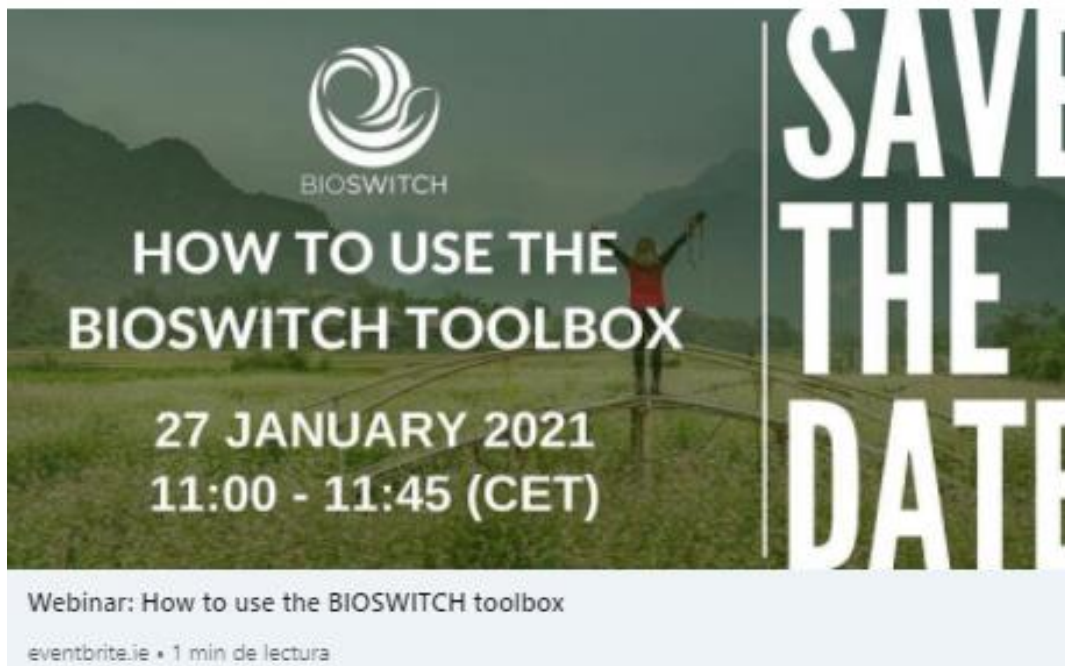 BIOSWITCH
HOW TO USE THE
BIOSWITCH TOOLBOX
27 JANUARY 2021
11:00 - 11:45 (CET)
SAVE
THE
DATE
Webinar: How to use the BIOSWITCH toolbox
eventbrite.ie • 1 min de lectura